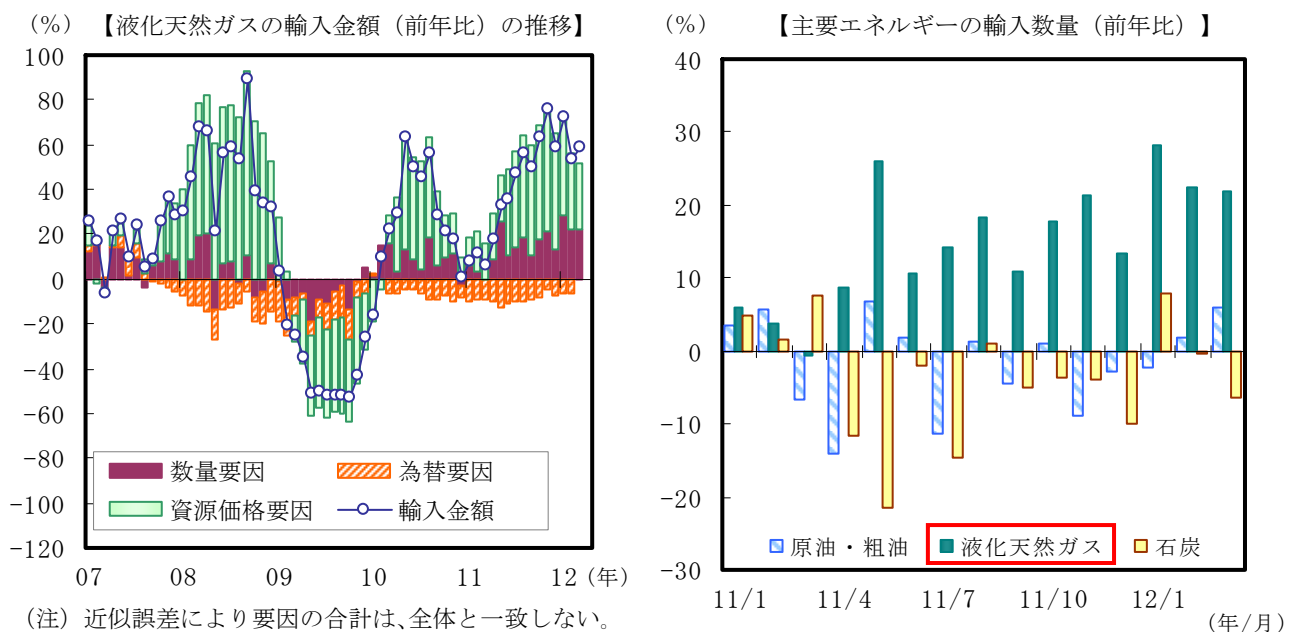 (%) 【液化天然ガスの輸入金額（前年比）の推移】
100
80
60
40
20
0
-20
-40
-60
-80
-100
-120
数量要因 為替要因
資源価格要因 輸入金額
07 08 09 10 11 12 (年)
(注) 近似誤差により要因の合計は、全体と一致しない。
(%) 【主要エネルギーの輸入数量（前年比）】
40
30
20
10
0
-10
-20
-30
原油・粗油 液化天然ガス 石炭
11/1 11/4 11/7 11/10 12/1
(年/月)